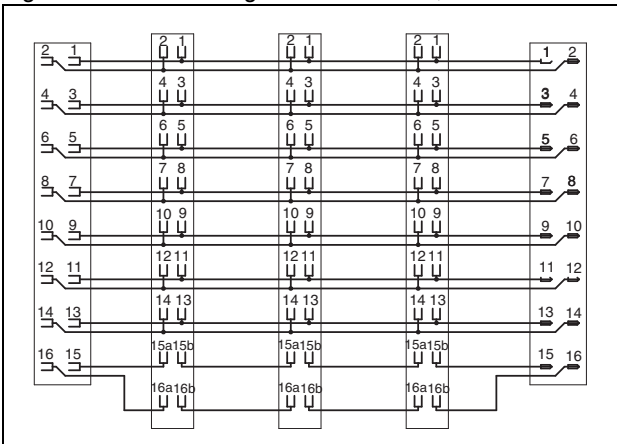 2 1 2 1 2 1 2 1 1 2
4 3 4 3 4 3 4 3 3 4
6 5 6 5 6 5 6 5 5 6
8 7 7 8 7 8 7 8 7 8
10 9 10 9 10 9 10 9 9 10
12 11 12 11 12 11 12 11 11 12
14 13 14 13 14 13 14 13 13 14
16 15 15a 15b 15a 15b 15a 15b 15 16
16a 16b 16a 16b 16a 16b